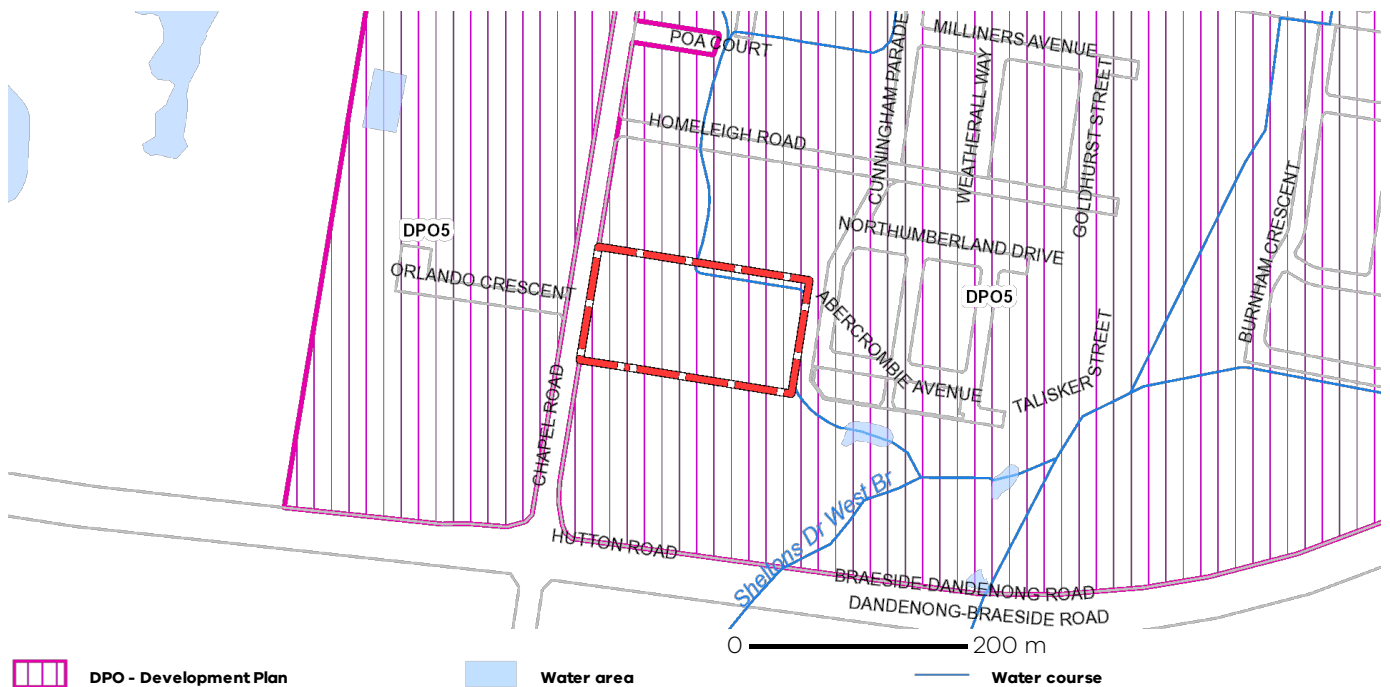 MILLINERS AVENUE
POA COURT
CUNNINGHAM PARADE
WEATHERALL WAY
GOLDHURST STREET
HOMELEIGH ROAD
BURNHAM CRESCENT
DPO5
NORTHUMBERLAND DRIVE
ORLANDO CRESCENT
DPO5
ABERCROMBIE AVENUE
TALISKER STREET
CHAPEL ROAD
Sheltons Dr West Br
HUTTON ROAD
BRAESIDE-DANDENONG ROAD
DANDENONG-BRAESIDE ROAD
0 200 m
DPO - Development Plan
Water area
Water course